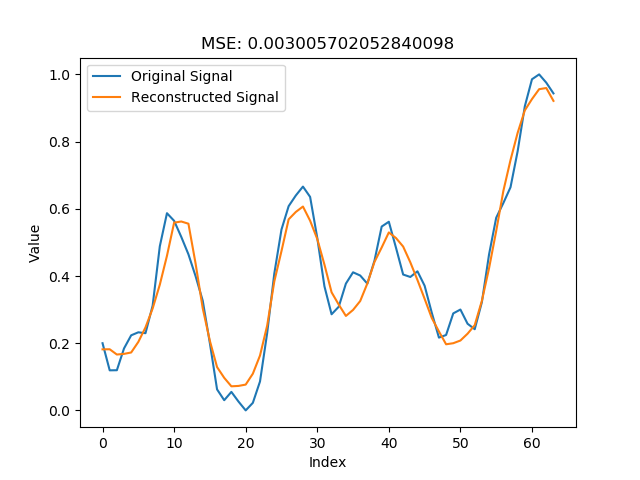 MSE: 0.003005702052840098
Original Signal
Reconstructed Signal
1.0
0.8
0.6
0.4
0.2
0.0
Value
0 10 20 30 40 50 60
Index